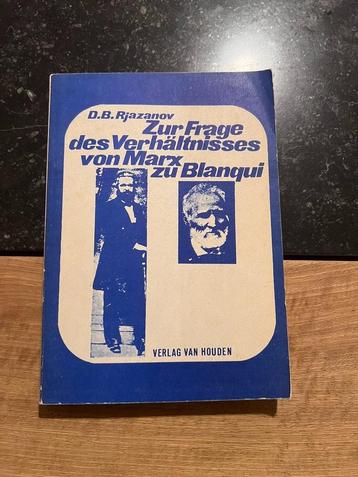 D.B. Rjazanov
Zur Frage
des Verhältnisses
von Marx
zu Blanqui
VERLAG VAN HOUDEN